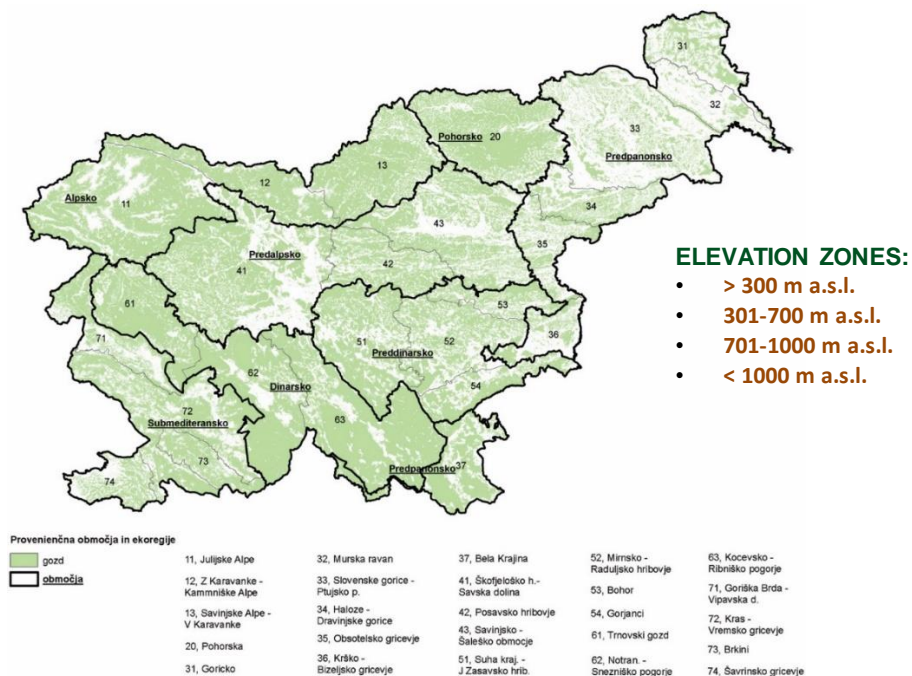 31
32
33
Predpanonsko
Pohorsko 20
13
12
Alpsko
11
34
43
35
Predalpsko
42
41
ELEVATION ZONES:
• > 300 m a.s.l.
• 301-700 m a.s.l.
• 701-1000 m a.s.l.
• < 1000 m a.s.l.
61
53
36
71
51
52
Preddinarsko
62
Dinarsko
54
72
63
Submediteransko
73
Predpanonsko
37
74
Provenienčna območja in ekoregije
gozd
območja
11, Julijske Alpe
12, Z Karavanke -
Kammniške Alpe
13, Savinjske Alpe -
V Karavanke
20, Pohorska
31, Goricko
32, Murska ravan
33, Slovenske gorice -
Ptujsko p.
34, Haloze -
Dravinjske gorice
35, Obsotelsko gricevje
36, Krško -
Bizeljsko gricevje
37, Bela Krajina
41, Škofjeloško h.-
Savska dolina
42, Posavsko hribovje
43, Savinjsko -
Šaleško obmocje
51, Suha kraj. -
J Zasavsko hrib.
52, Mirnsko -
Raduljsko hribovje
53, Bohor
54, Gorjanci
61, Trnovski gozd
62, Notran. -
Snezniško pogorje
63, Kocevsko -
Ribniško pogorje
71, Goriška Brda -
Vipavska d.
72, Kras -
Vremsko gricevje
73, Brkini
74, Šavrinsko gricevje